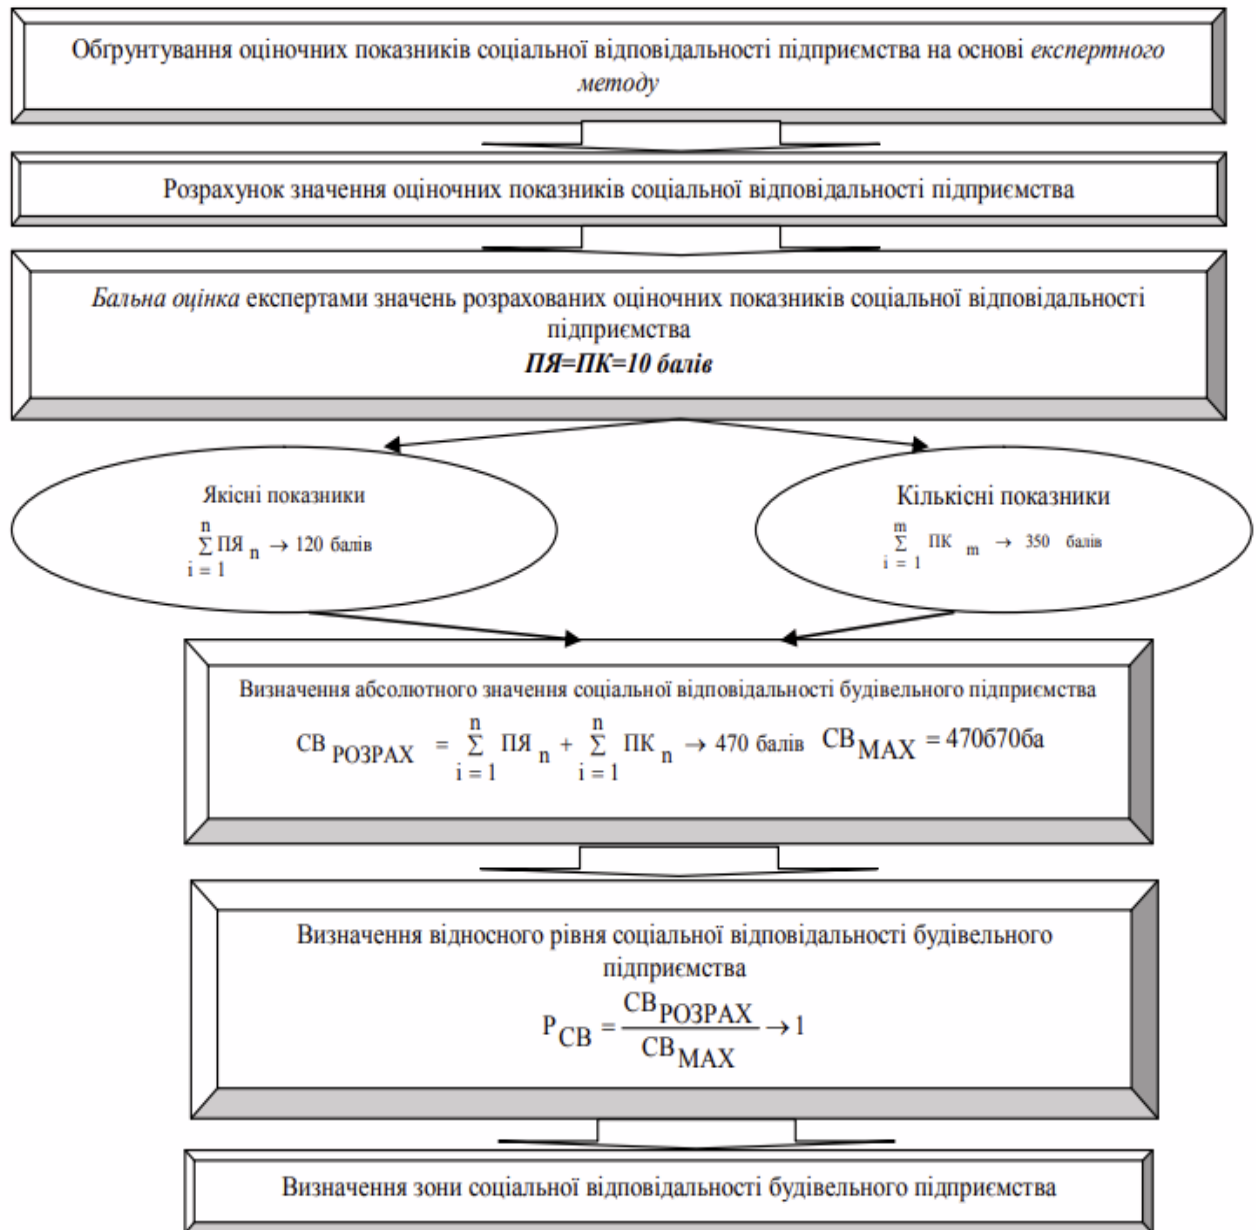 Обґрунтування оціночних показників соціальної відповідальності підприємства на основі експертного
методу
Розрахунок значення оціночних показників соціальної відповідальності підприємства
Бальна оцінка експертами значень розрахованих оціночних показників соціальної відповідальності
підприємства
ПЯ=ПК=10 балів
Якісні показники
n
∑ ПЯ n → 120 балів
i = 1
Кількісні показники
m
∑ ПК m → 350 балів
i = 1
Визначення абсолютного значення соціальної відповідальності будівельного підприємства
n n
СВ РОЗРАХ = ∑ ПЯ n + ∑ ПК n → 470 балів СВ МАХ = 470б70ба
i = 1 i = 1
Визначення відносного рівня соціальної відповідальності будівельного
підприємства
СВ РОЗРАХ
Р СВ = → 1
СВ МАХ
Визначення зони соціальної відповідальності будівельного підприємства